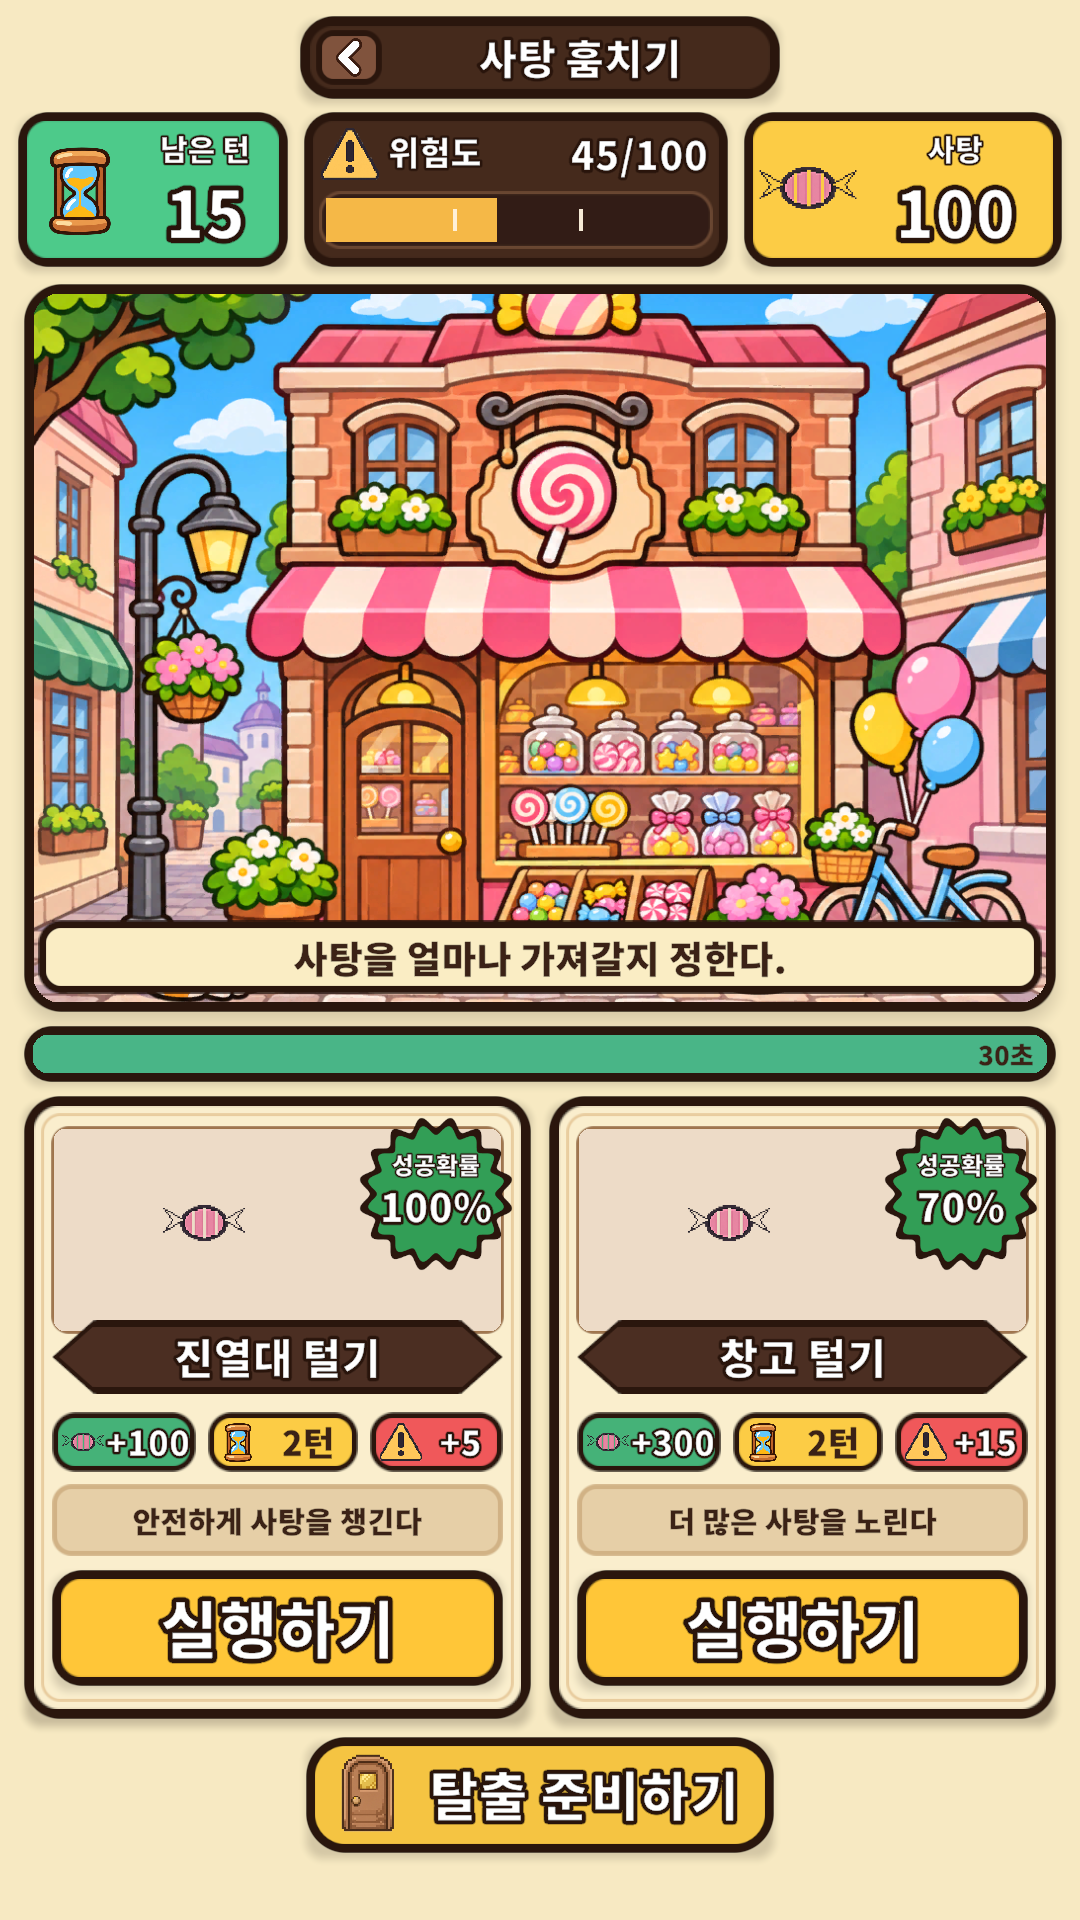 사탕 훔치기
남은 턴
15
위험도 45/100
사탕
100
사탕을 얼마나 가져갈지 정한다.
30초
성공확률
100%
진열대 털기
+100 2턴 +5
안전하게 사탕을 챙긴다
실행하기
성공확률
70%
창고 털기
+300 2턴 +15
더 많은 사탕을 노린다
실행하기
탈출 준비하기